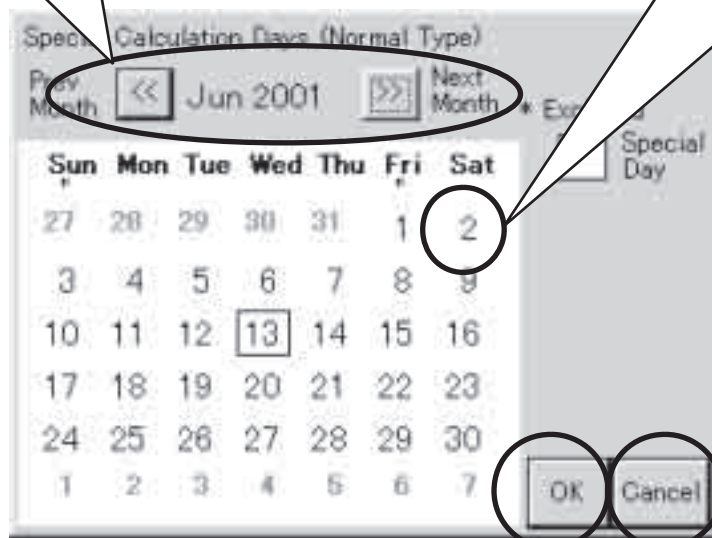 Special Calculation Days (Normal Type)
Prev Month << Jun 2001 >> Next Month
*
Special Day
Sun Mon Tue Wed Thu Fri Sat
27 28 29 30 31 1 2
3 4 5 6 7 8 9
10 11 12 13 14 15 16
17 18 19 20 21 22 23
24 25 26 27 28 29 30
1 2 3 4 5 6 7
OK Cancel